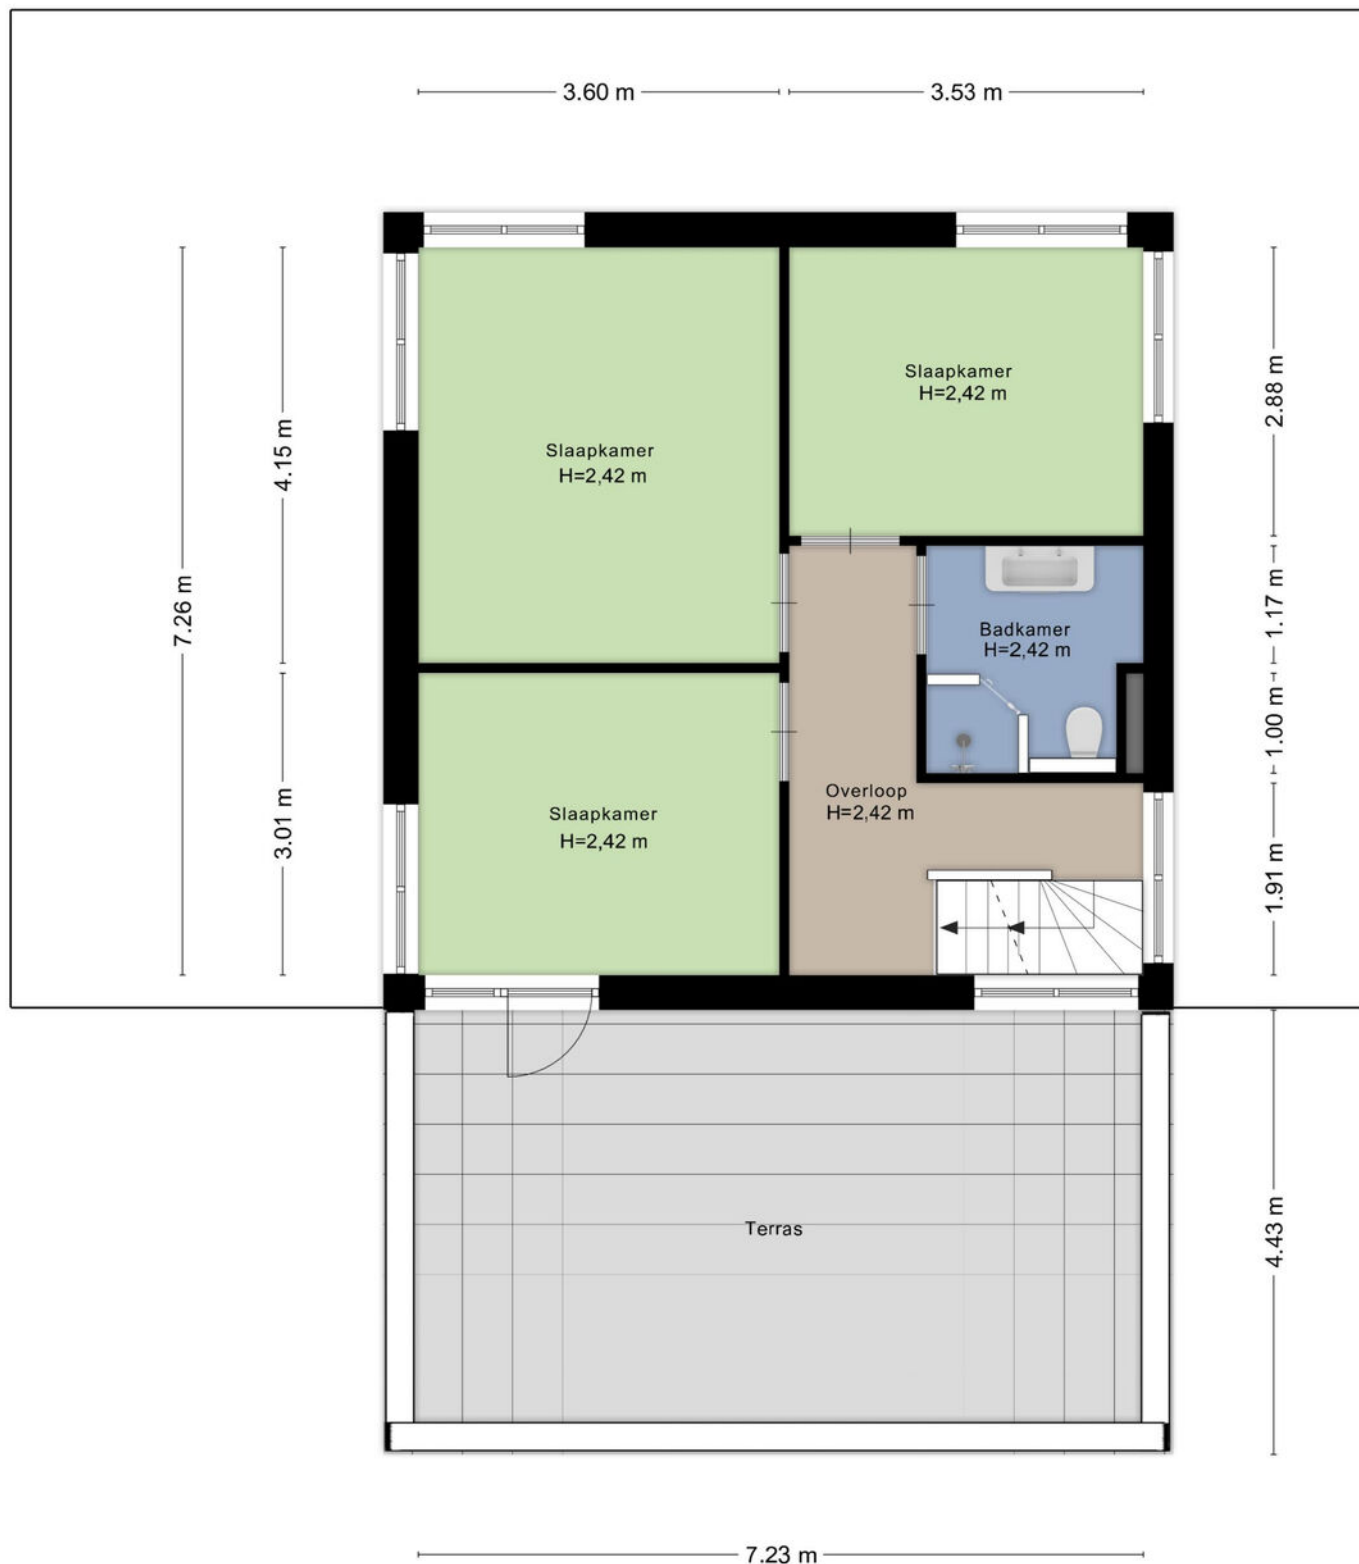 3.60 m
3.53 m
Slaapkamer
H=2,42 m
2.88 m
Slaapkamer
H=2,42 m
4.15 m
7.26 m
1.17 m
Badkamer
H=2,42 m
1.00 m
Overloop
H=2,42 m
Slaapkamer
H=2,42 m
3.01 m
1.91 m
Terras
4.43 m
7.23 m